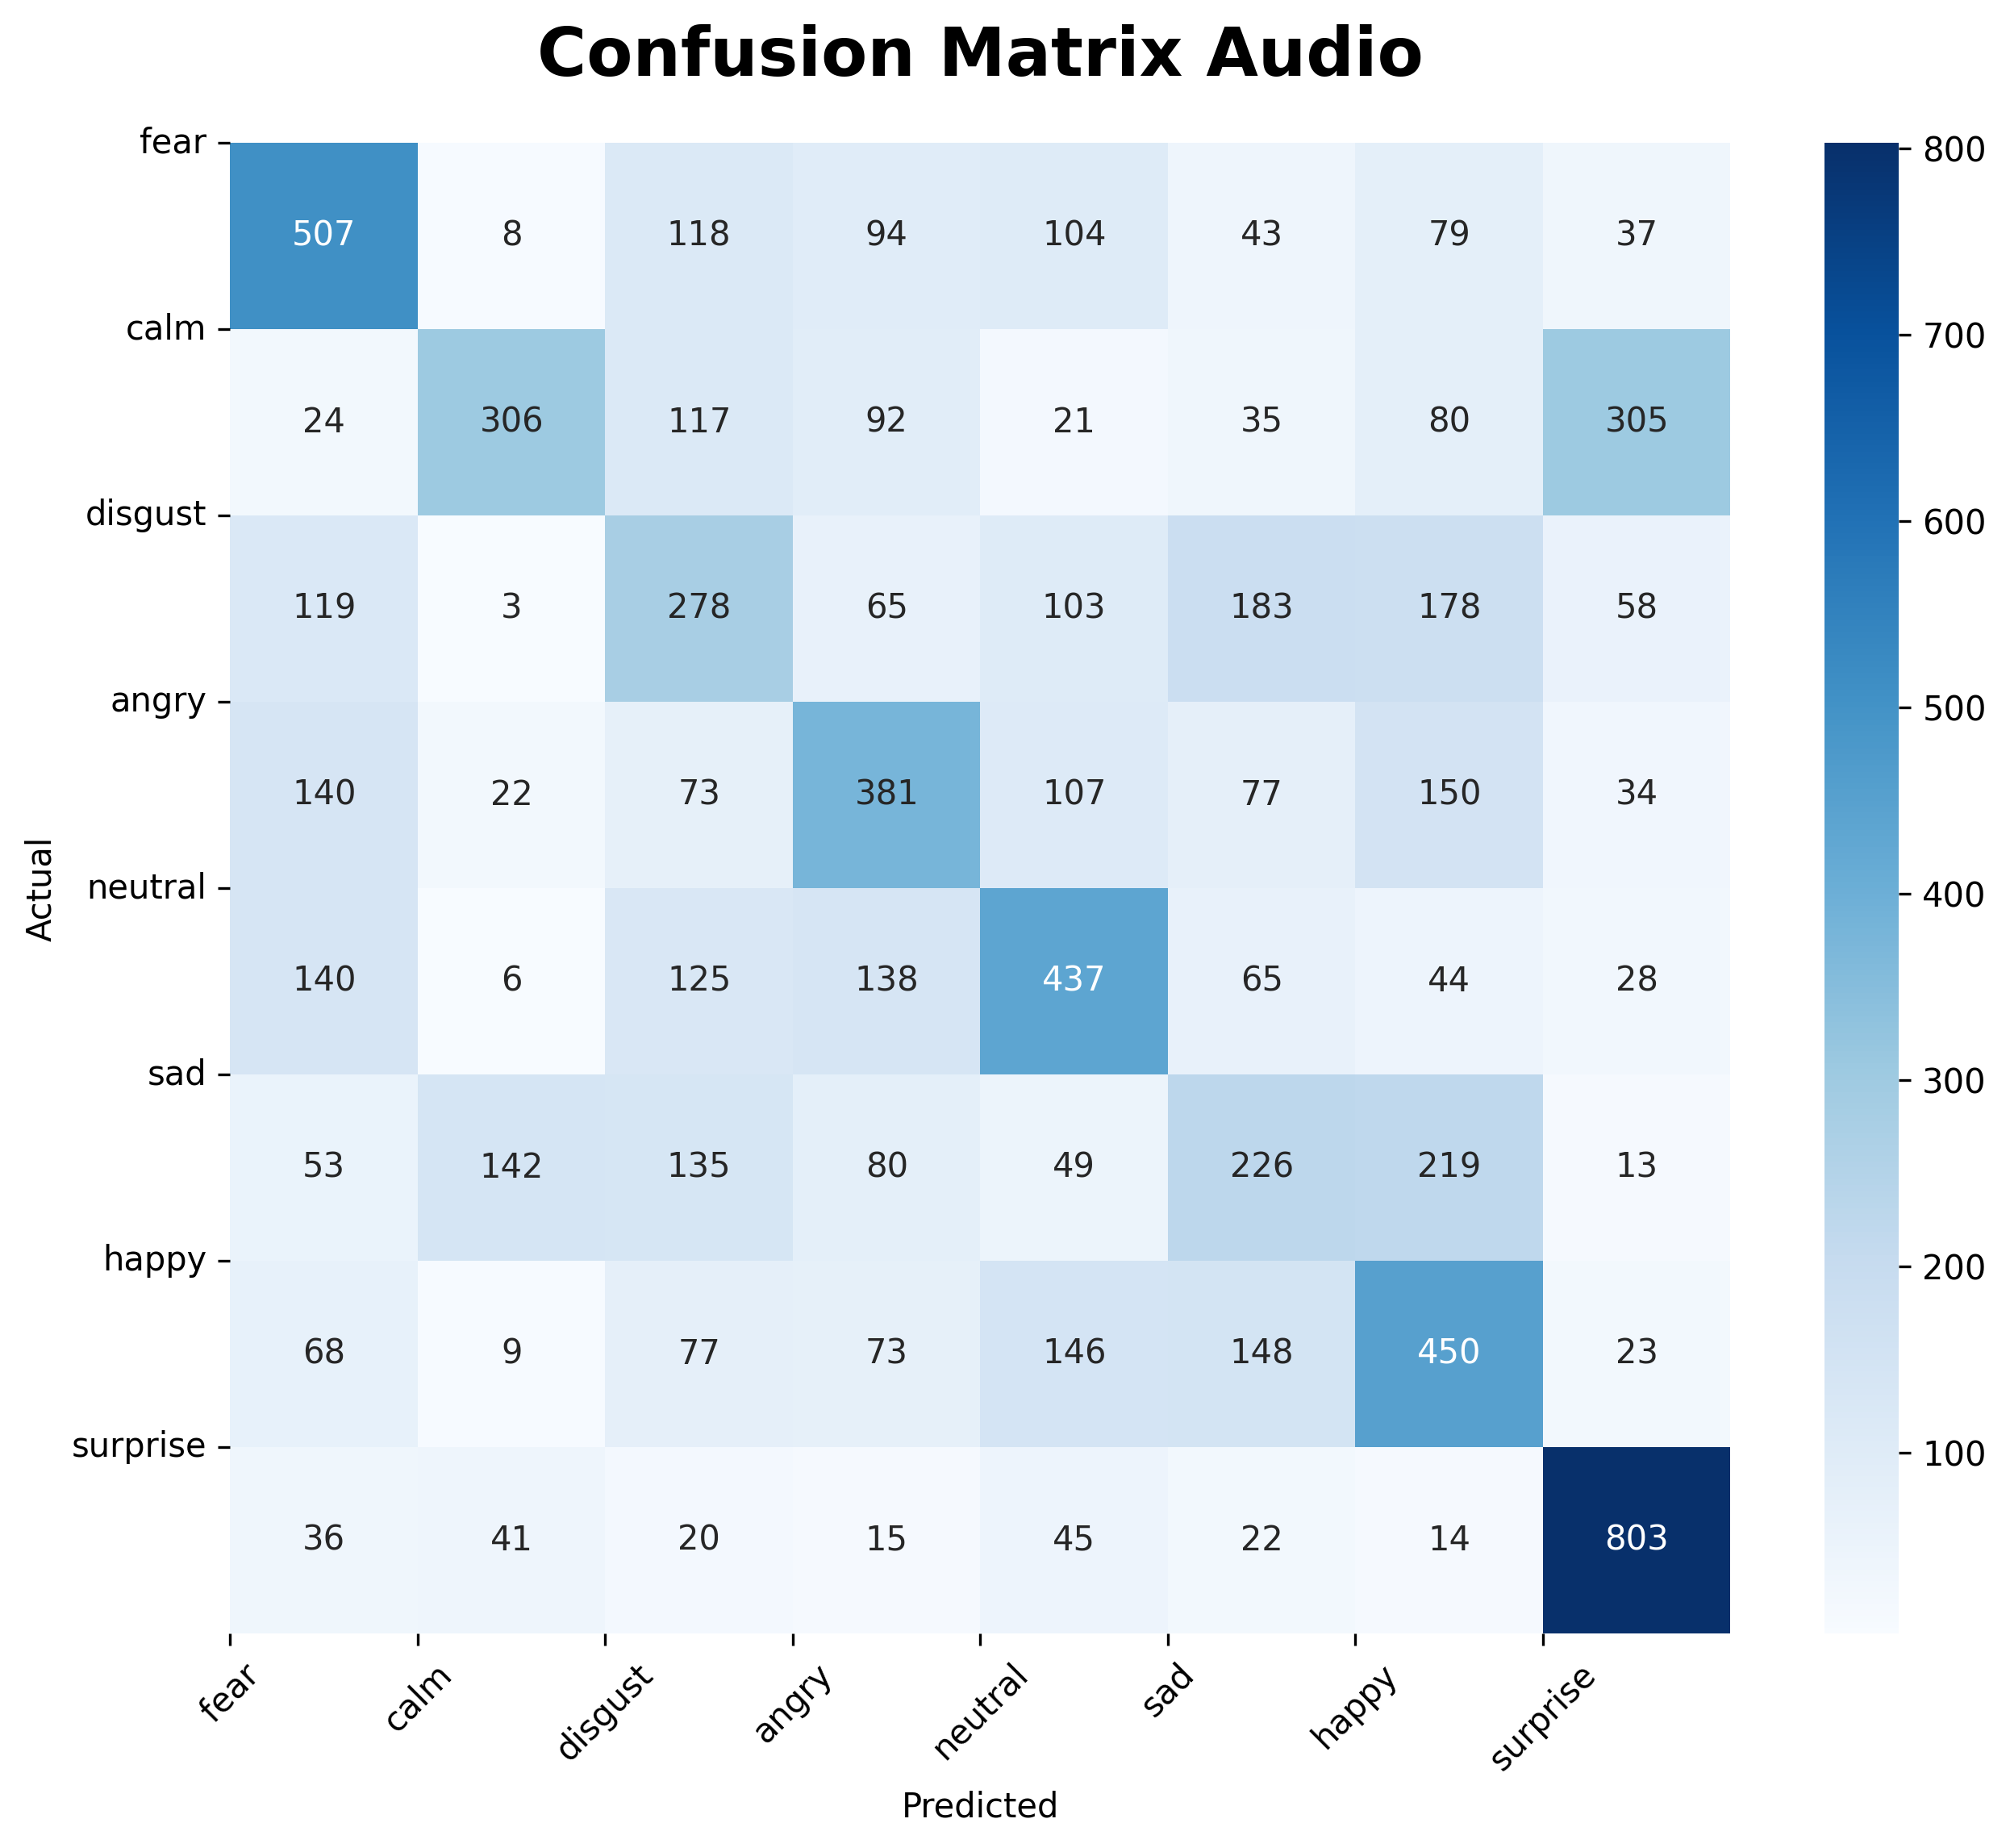 Confusion Matrix Audio
fear
507 8 118 94 104 43 79 37
calm
24 306 117 92 21 35 80 305
disgust
119 3 278 65 103 183 178 58
angry
140 22 73 381 107 77 150 34
neutral
140 6 125 138 437 65 44 28
sad
53 142 135 80 49 226 219 13
happy
68 9 77 73 146 148 450 23
surprise
36 41 20 15 45 22 14 803
Actual
fear calm disgust angry neutral sad happy surprise
Predicted
800
700
600
500
400
300
200
100